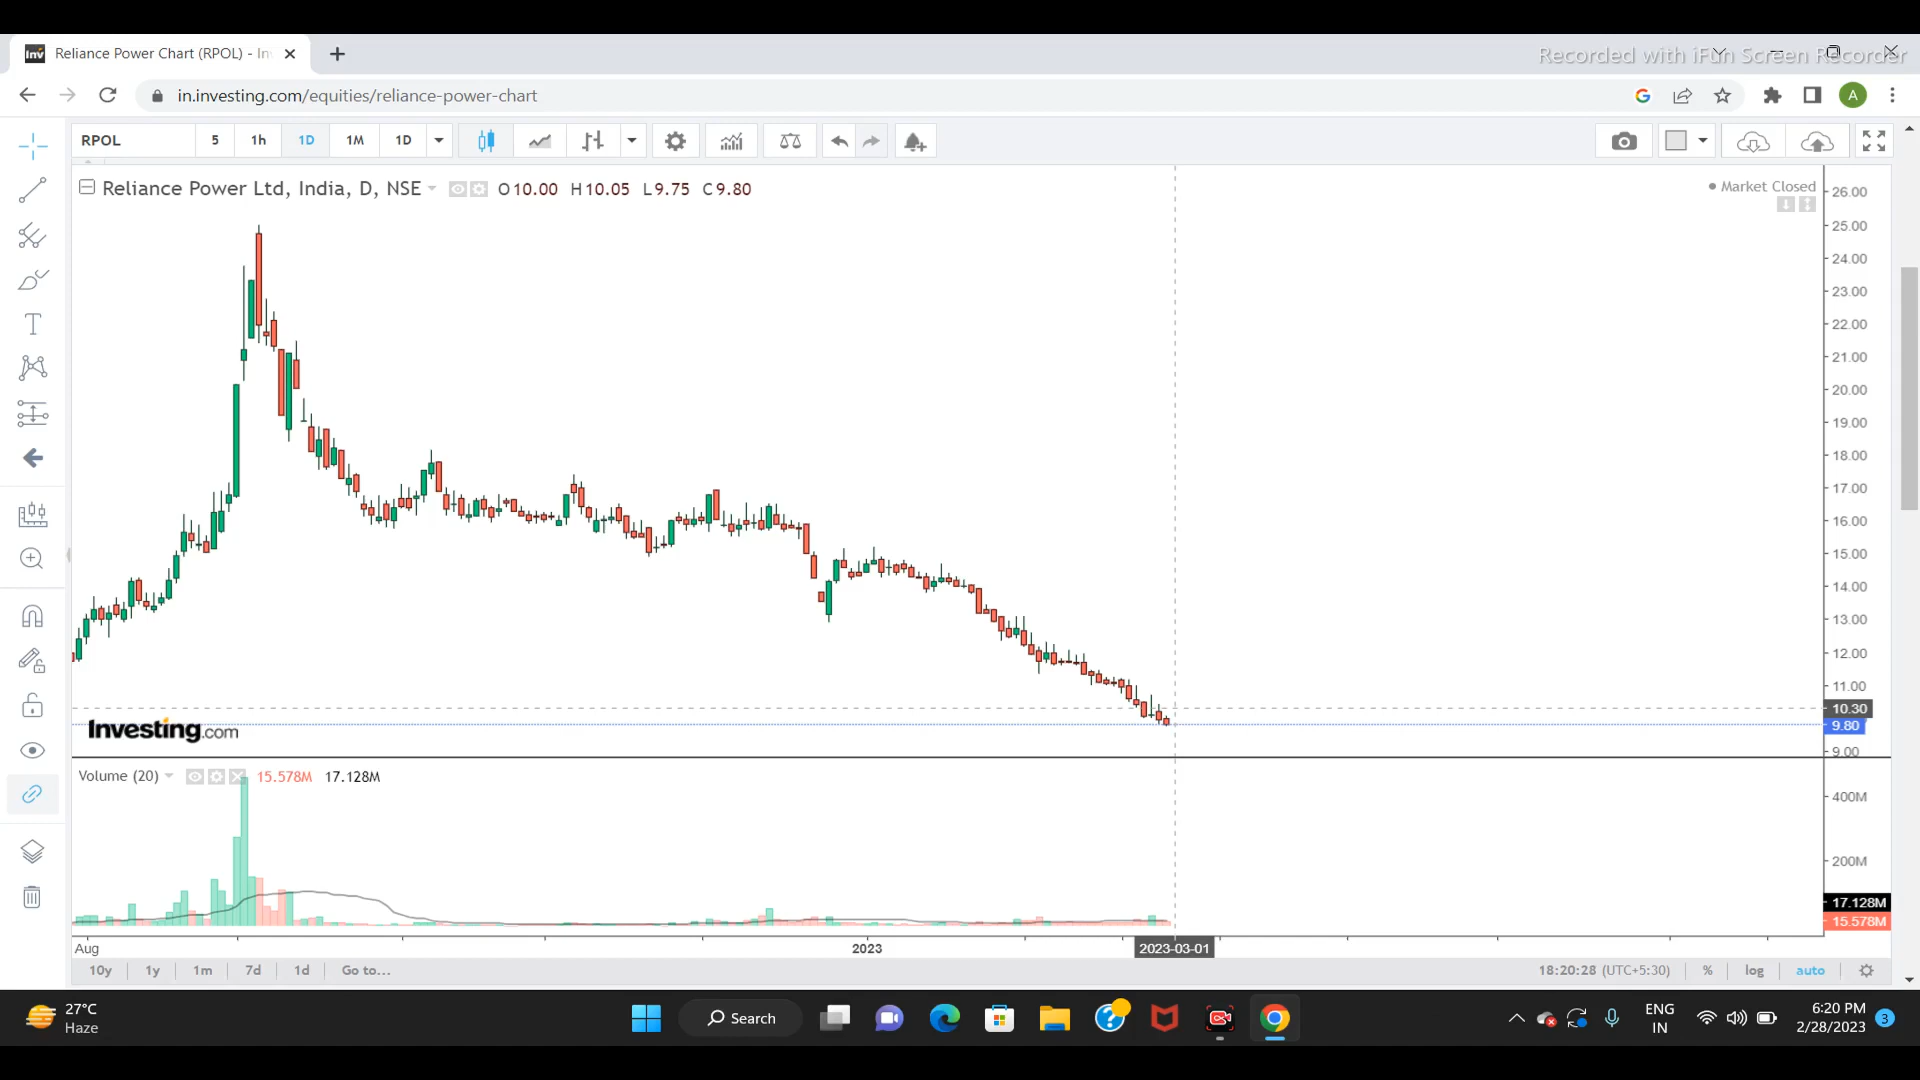 Reliance Power Chart (RPOL) - In
Recorded with iFun Screen Recorder
in.investing.com/equities/reliance-power-chart
A
RPOL 5 1h 1D 1M 1D
Reliance Power Ltd, India, D, NSE O10.00 H10.05 L9.75 C9.80
Market Closed
26.00
25.00
24.00
23.00
22.00
21.00
20.00
19.00
18.00
17.00
16.00
15.00
14.00
13.00
12.00
11.00
10.30
9.80
9.00
Investing.com
Volume (20) 15.578M 17.128M
400M
200M
17.128M
15.578M
Aug 2023 2023-03-01
10y 1y 1m 7d 1d Go to... 18:20:28 (UTC+5:30) % log auto
27°C
Haze
Search
ENG
IN
6:20 PM
2/28/2023
3